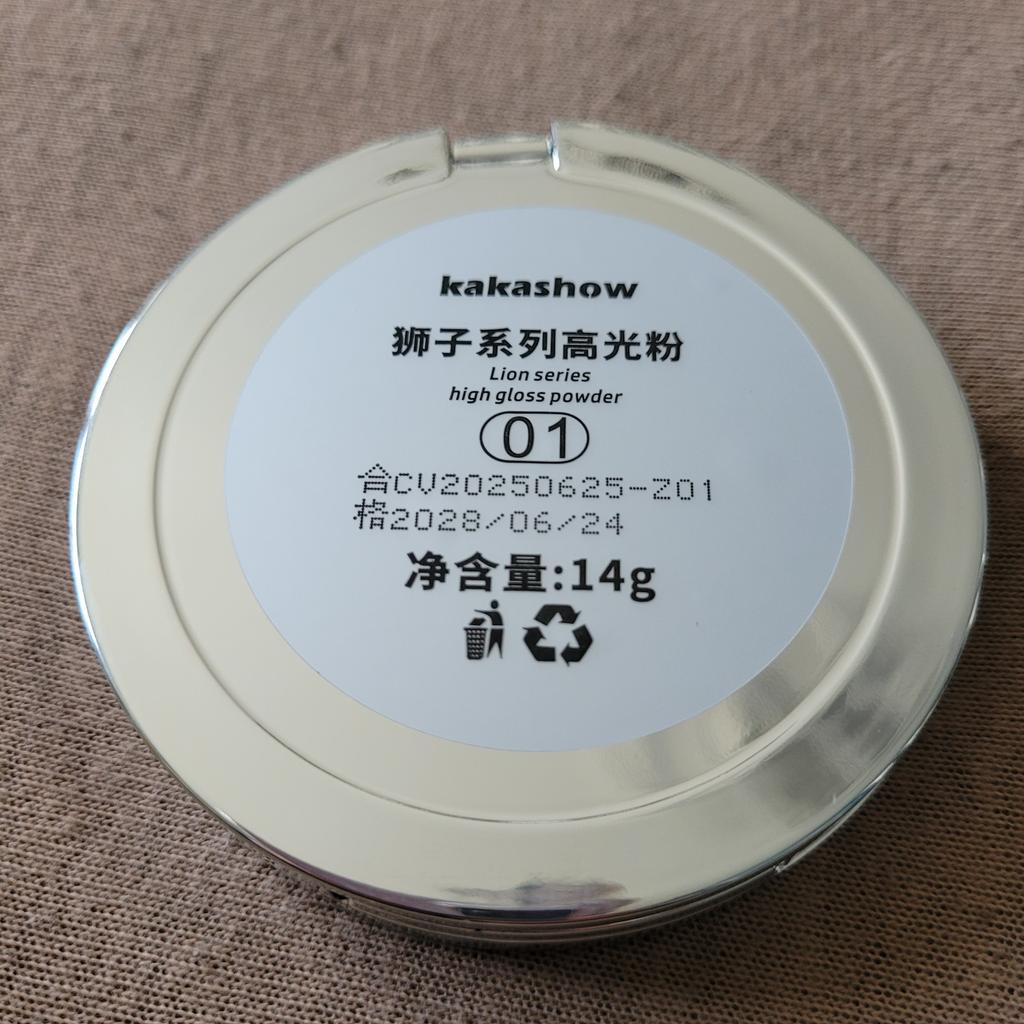 kakashow
狮子系列高光粉
Lion series
high gloss powder
01
合CV20250625-Z01
格2028/06/24
净含量:14g